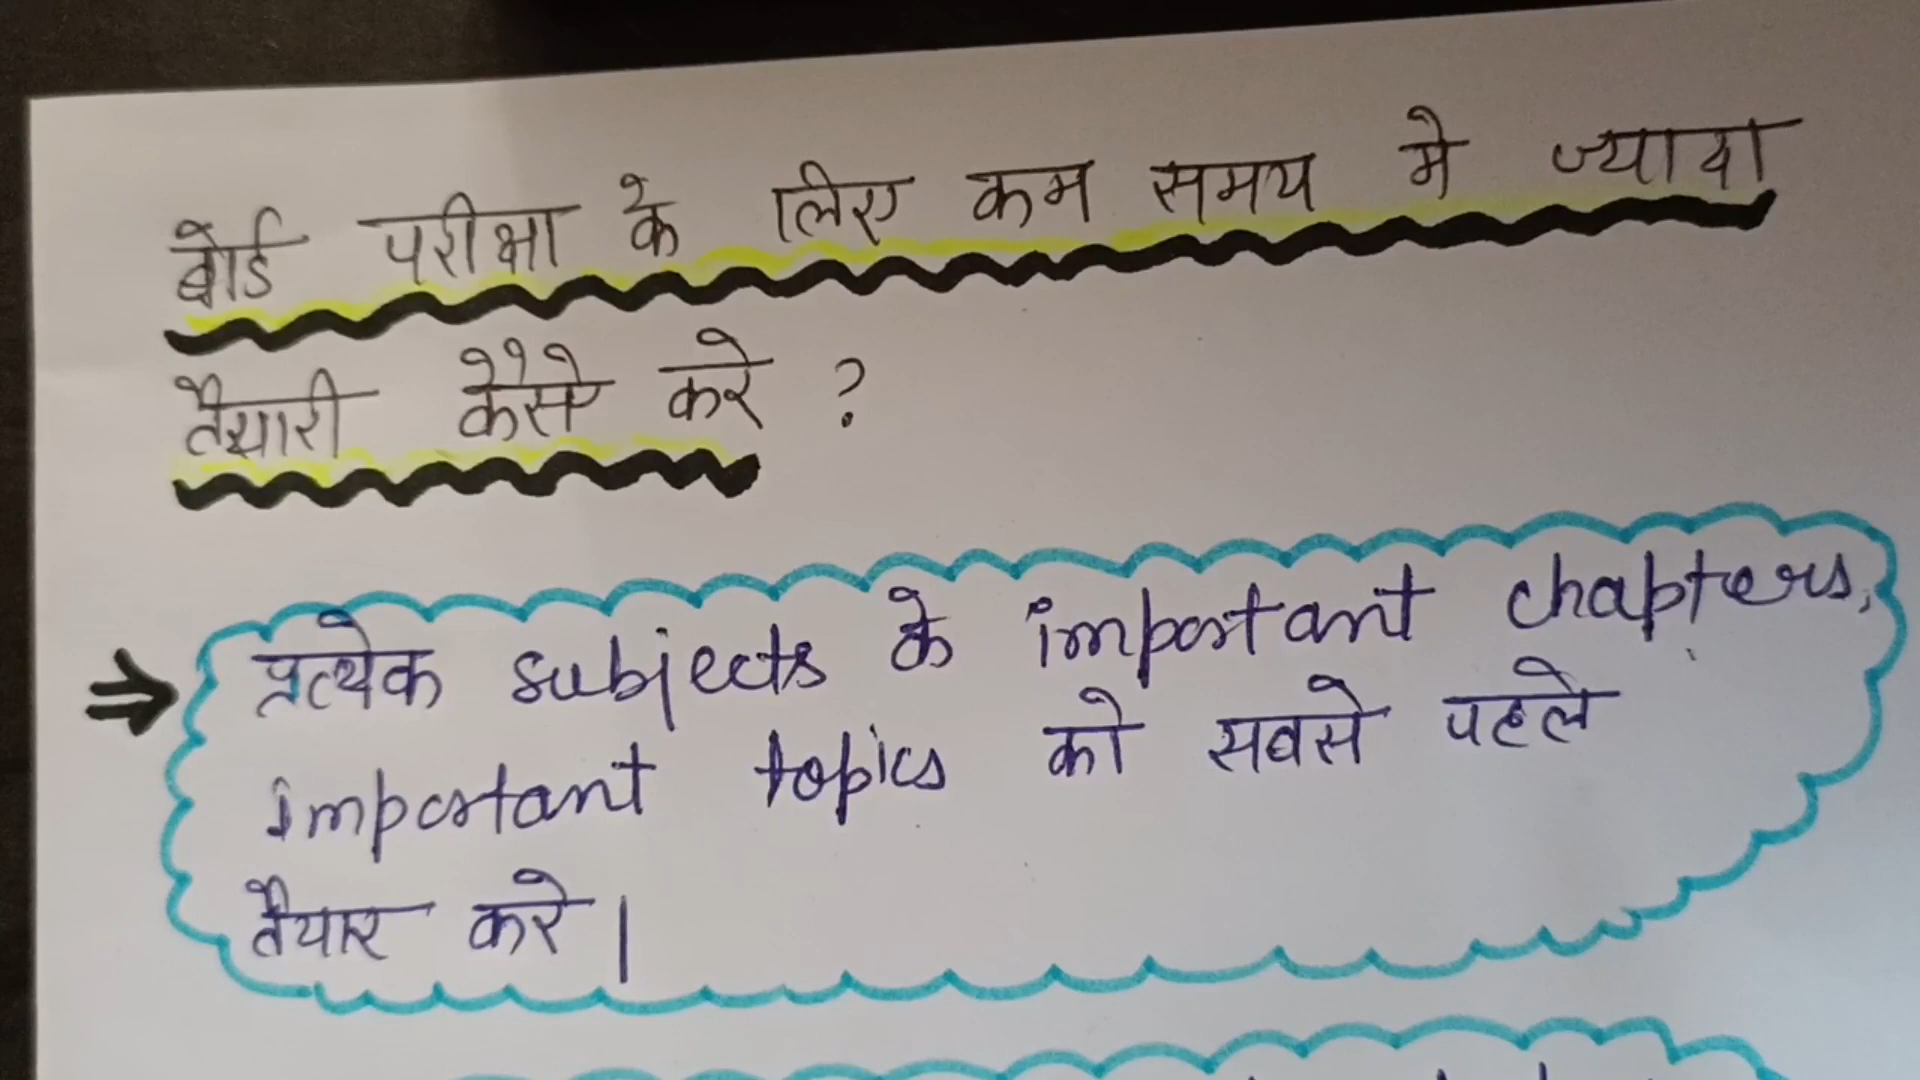 बोर्ड परीक्षा के लिए कम समय मे ज्यादा
तैयारी कैसे करे ?
प्रत्येक subjects के important chapters,
important topics को सबसे पहले
तैयार करे |